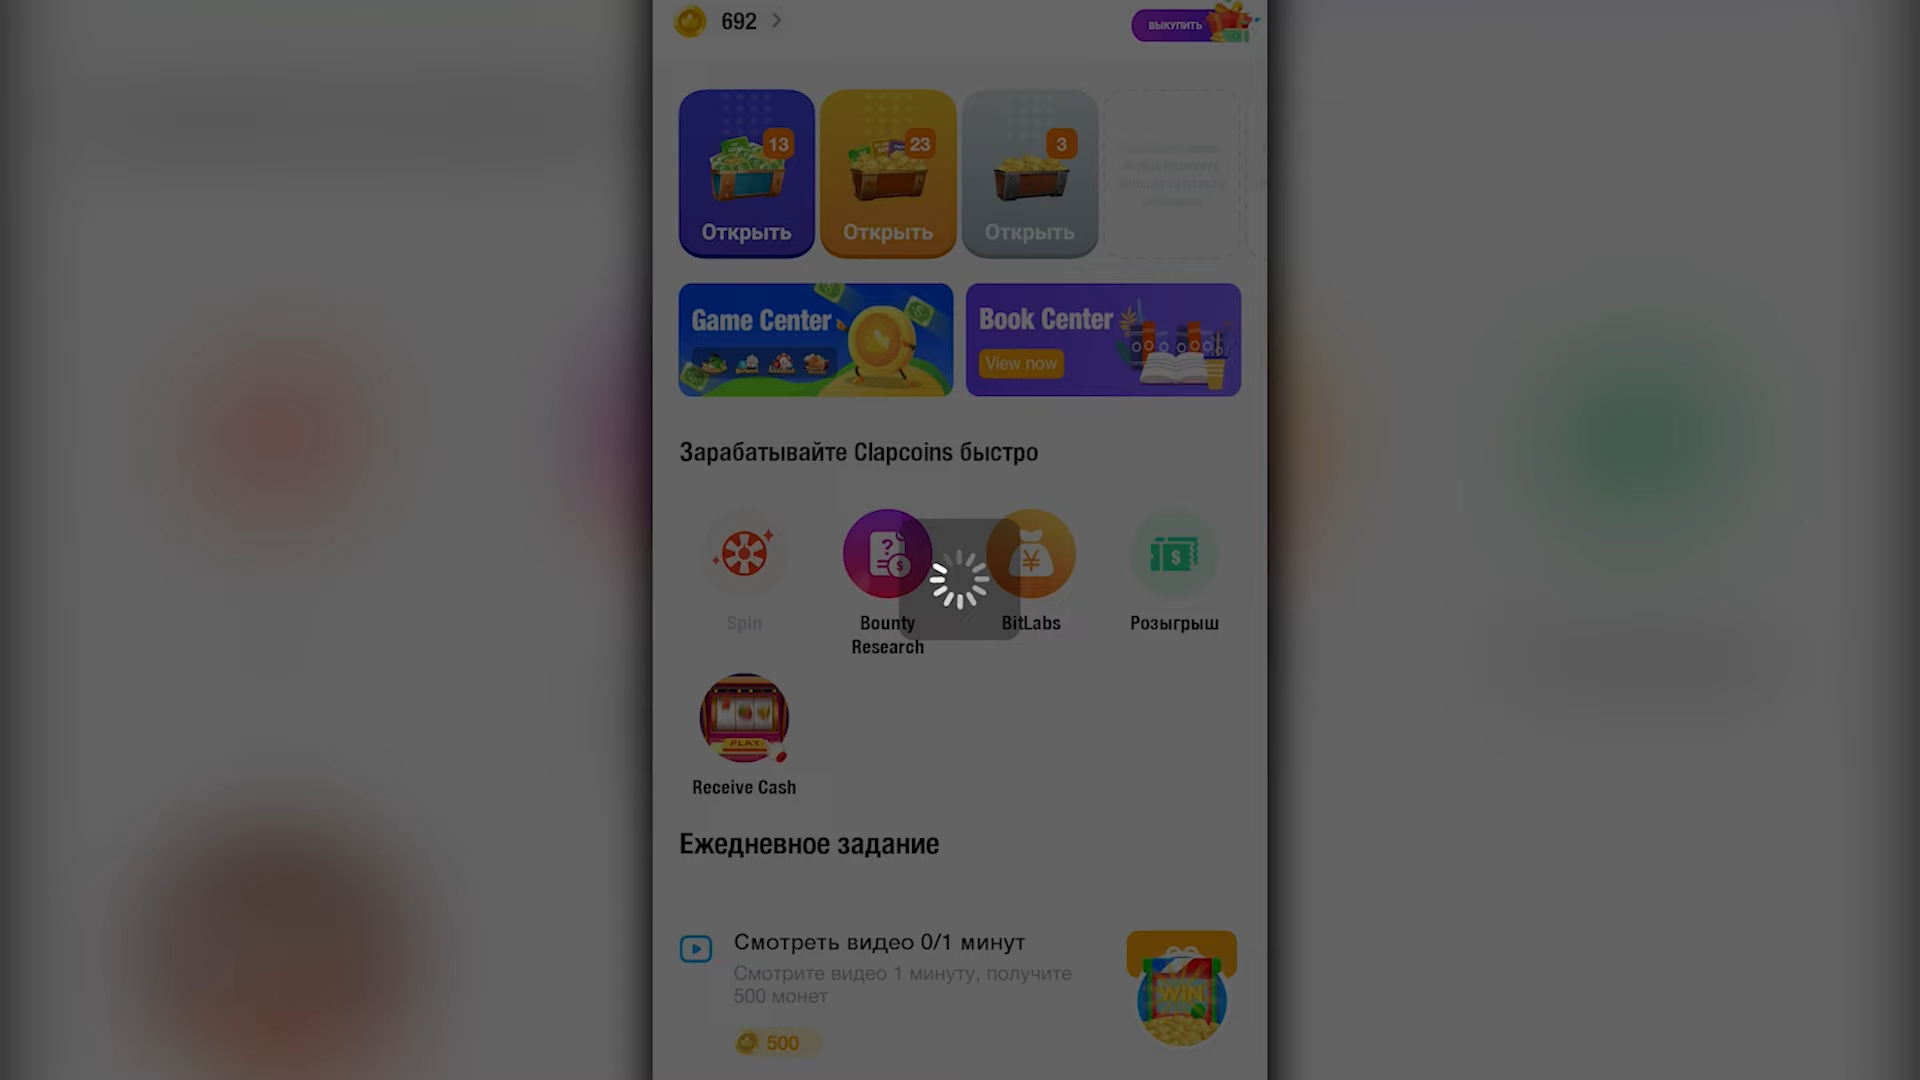 692
ВЫКУПИТЬ
13
23
3
Открыть
Открыть
Открыть
Game Center
Book Center
View now
Зарабатывайте Clapcoins быстро
Spin
Bounty
Research
BitLabs
Розыгрыш
PLAY
Receive Cash
Ежедневное задание
Смотреть видео 0/1 минут
Смотрите видео 1 минуту, получите
500 монет
WIN
500